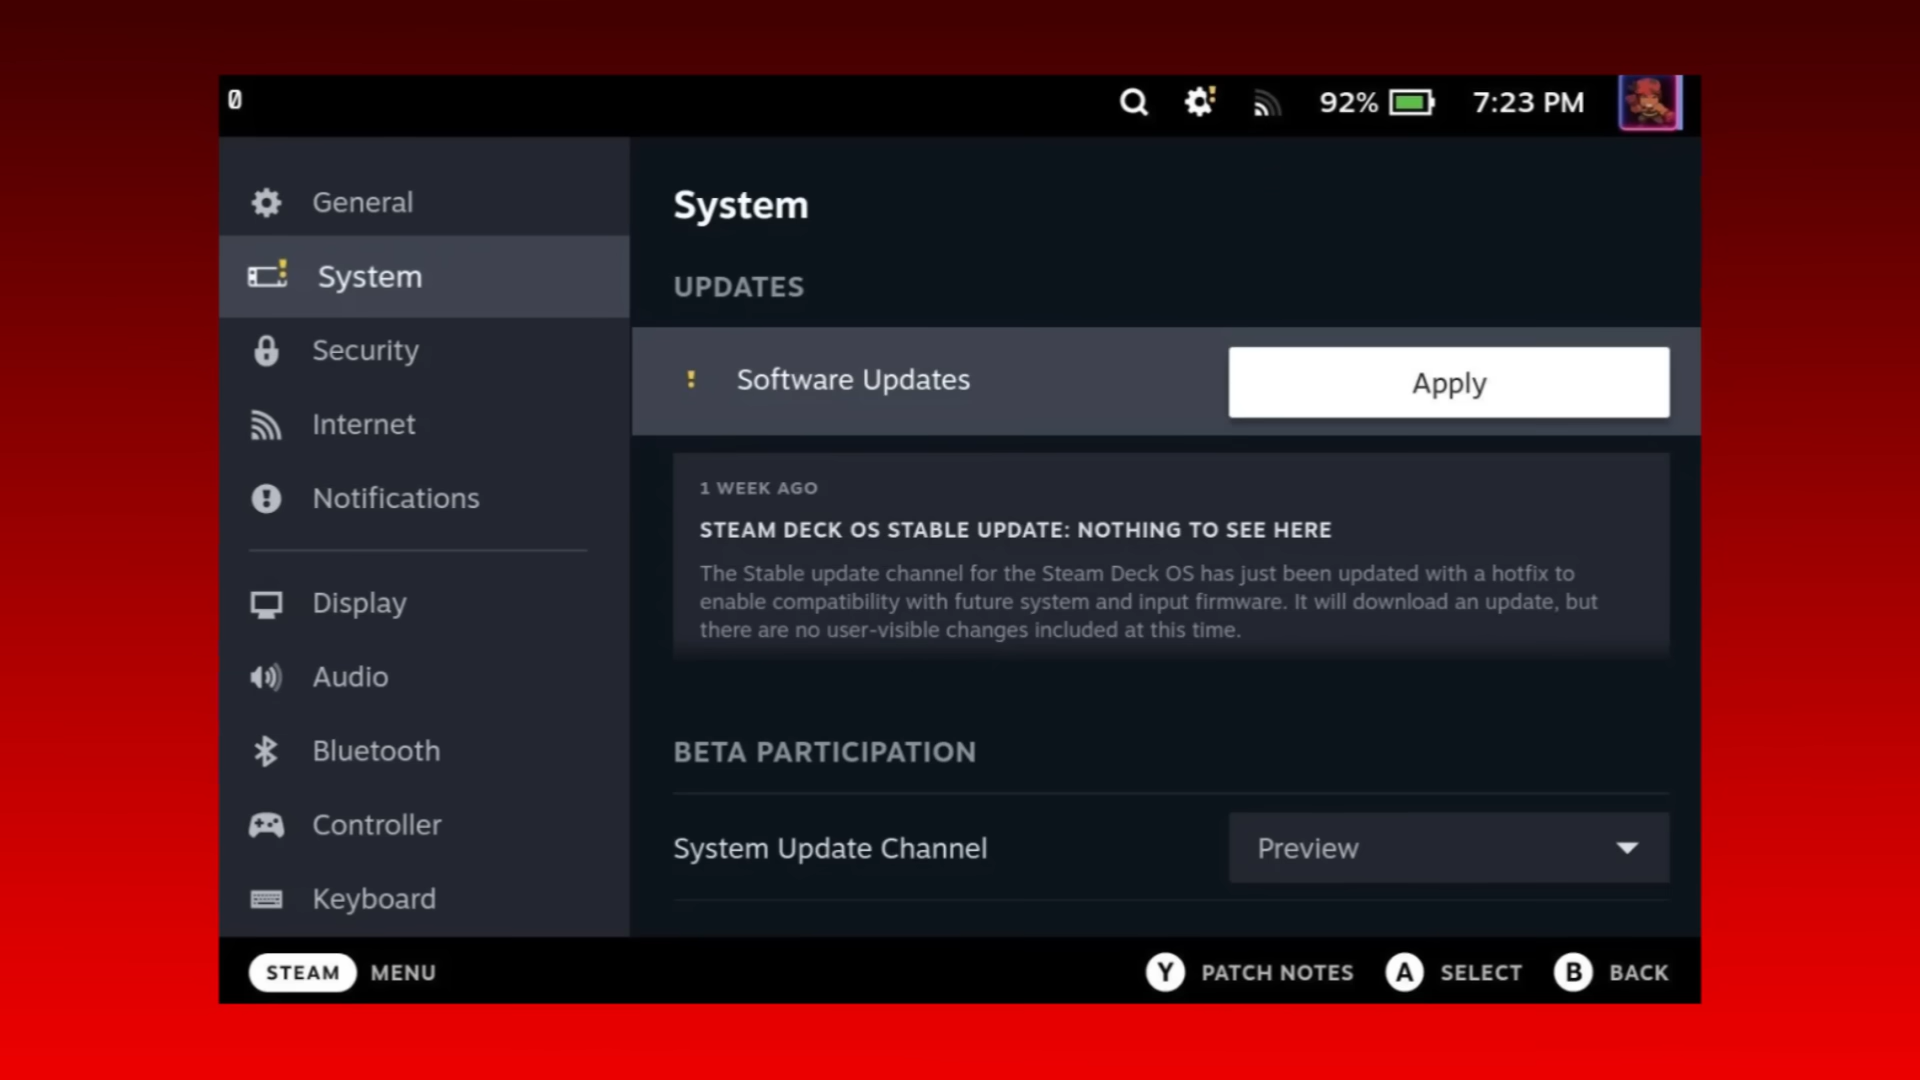 0
92%
7:23 PM
General
System
Security
Internet
Notifications
Display
Audio
Bluetooth
Controller
Keyboard
System
UPDATES
! Software Updates
Apply
1 WEEK AGO
STEAM DECK OS STABLE UPDATE: NOTHING TO SEE HERE
The Stable update channel for the Steam Deck OS has just been updated with a hotfix to
enable compatibility with future system and input firmware. It will download an update, but
there are no user-visible changes included at this time.
BETA PARTICIPATION
System Update Channel
Preview
STEAM MENU
Y PATCH NOTES
A SELECT
B BACK